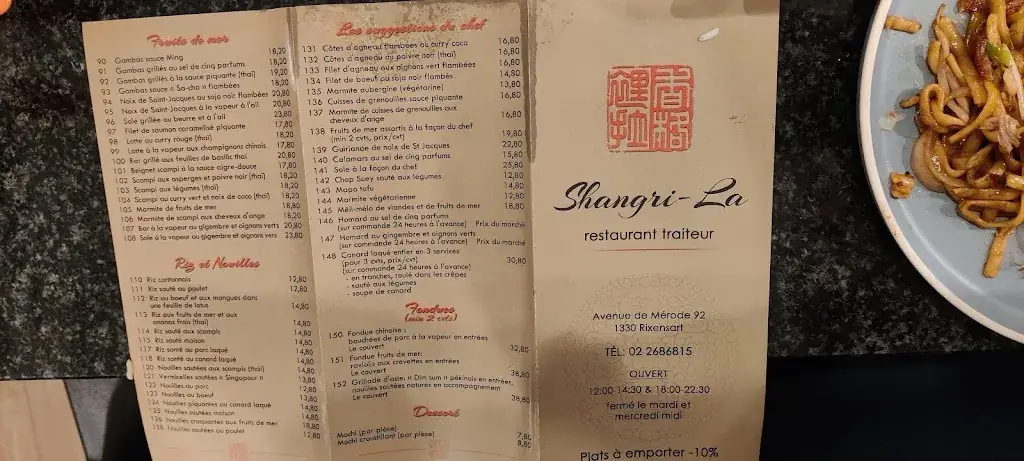 Fruits de mer
90 Gambas sauce Ming 18,20
91 Gambas grillés au sel de cinq parfums 18,20
92 Gambas grillés à la sauce piquante (thaï) 19,20
93 Gambas sauce « Sa-cha » flambées 18,20
94 Noix de Saint-Jacques au soja noir flambées 20,80
95 Noix de Saint-Jacques à la vapeur à l'ail 20,80
96 Sole grillée au beurre et à l'ail 23,80
97 Filet de saumon caramélisé piquante 17,80
98 Lotte au curry rouge (thaï) 18,20
99 Lotte à la vapeur aux champignons chinois 17,80
100 Bar grillé aux feuilles de basilic thaï 20,80
101 Beignet scampi à la sauce aigre-douce 17,80
102 Scampi aux asperges et poivre noir (thaï) 18,20
103 Scampi aux légumes (thaï) 18,20
104 Scampi au curry vert et noix de coco (thaï) 18,20
105 Marmite de fruits de mer 18,80
106 Marmite de scampi aux cheveux d'ange 18,20
107 Bar à la vapeur au gigembre et oignons verts 20,80
108 Sole à la vapeur au gigembre et oignons vers 23,80
Riz et Nouilles
110 Riz cantonnais 12,80
111 Riz sauté au poulet 12,80
112 Riz au boeuf et aux mangues dans
une feuille de lotus 14,80
113 Riz aux fruits de mer et aux
ananas frais (thaï) 14,80
114 Riz sauté aux scampis 14,80
115 Riz sauté maison 14,80
117 Riz sauté au porc laqué 14,80
118 Riz sauté au canard laqué 14,80
120 Nouilles sautées aux scampis (thaï) 14,80
121 Vermicelles sautées « Singapour » 13,80
122 Nouilles au porc 12,80
123 Nouilles au boeuf 13,80
124 Nouilles piquantes au canard laqué 14,80
125 Nouilles sautées maison 14,80
126 Nouilles croquantes aux fruits de mer 14,80
128 Nouilles sautées au poulet 12,80
Les suggestions du chef
131 Côtes d'agneau flambées au curry coco 16,80
132 Côtes d'agneau au poivre noir (thaï) 16,80
133 Filet d'agneau aux oignons vert flambées 16,80
134 Filet de boeuf au soja noir flambés 14,80
135 Marmite aubergine (végétarine) 13,80
136 Cuisses de grenouilles sauce piquante 16,80
137 Marmite de cuisses de grenouilles aux
cheveux d'ange 16,80
138 Fruits de mer assortis à la façon du chef
(min 2 cvts, prix/cvt) 19,80
139 Guirlande de noix de St Jacques 22,80
140 Calamars au sel de cinq parfums 15,80
141 Sole à la façon du chef 25,80
142 Chop Suey sauté aux légumes 12,80
143 Mapa tofu 14,80
144 Marmite végétarienne 12,80
145 Méli-mélo de viandes et de fruits de mer 18,80
146 Homard au sel de cinq parfums
(sur commande 24 heures à l'avance) Prix du marché
147 Homard au gingembre et oignons verts
(sur commande 24 heures à l'avance) Prix du marché
148 Canard laqué entier en 3 services
(pour 3 cvts, prix/cvt) 30,80
(sur commande 24 heures à l'avance)
- en tranches, roulé dans les crêpes
- sauté aux légumes
- soupe de canard
Fondues
(min 2 cvts)
150 Fondue chinoise :
bouchées de porc à la vapeur en entrées
Le couvert 32,80
151 Fondue fruits de mer:
raviolis aux crevettes en entrées
Le couvert 38,80
152 Grillade d'asie: « Dim sum » pékinois en entrées,
nouilles sautées natures en accompagnement
Le couvert 38,80
Dessert
Mochi (par pièce) 7,80
Mochi croustillant (par pièce) 8,80
香格
裡拉
Shangri-La
restaurant traiteur
Avenue de Mérode 92
1330 Rixensart
TÉL: 02 2686815
OUVERT
12:00-14:30 & 18:00-22:30
fermé le mardi et
mercredi midi
Plats à emporter -10%